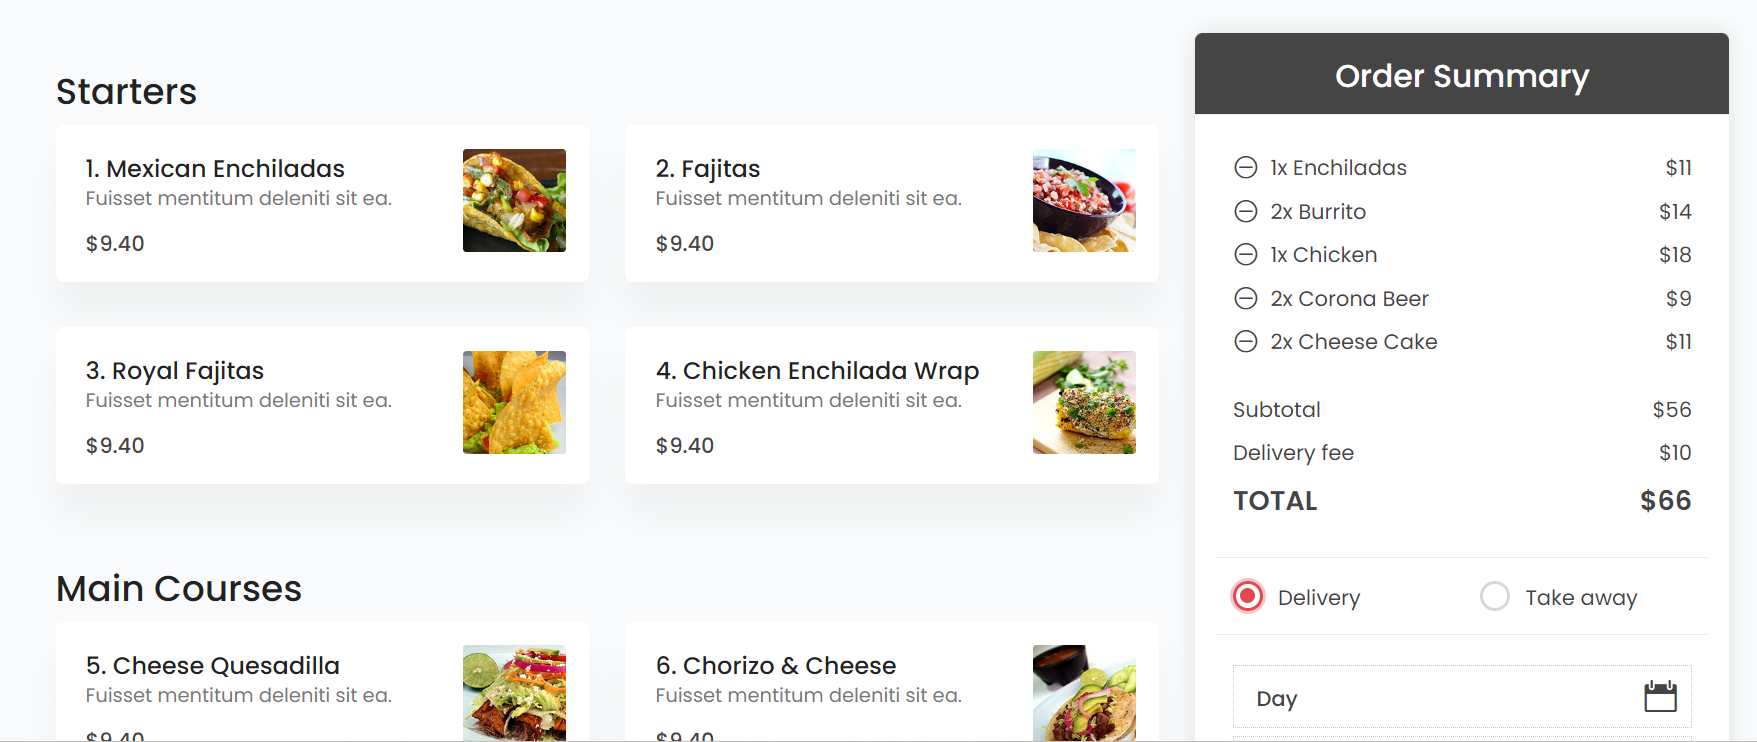 Starters
1. Mexican Enchiladas
Fuisset mentitum deleniti sit ea.
$9.40
2. Fajitas
Fuisset mentitum deleniti sit ea.
$9.40
3. Royal Fajitas
Fuisset mentitum deleniti sit ea.
$9.40
4. Chicken Enchilada Wrap
Fuisset mentitum deleniti sit ea.
$9.40
Main Courses
5. Cheese Quesadilla
Fuisset mentitum deleniti sit ea.
$9.40
6. Chorizo & Cheese
Fuisset mentitum deleniti sit ea.
$9.40
Order Summary
1x Enchiladas $11
2x Burrito $14
1x Chicken $18
2x Corona Beer $9
2x Cheese Cake $11
Subtotal $56
Delivery fee $10
TOTAL $66
Delivery Take away
Day